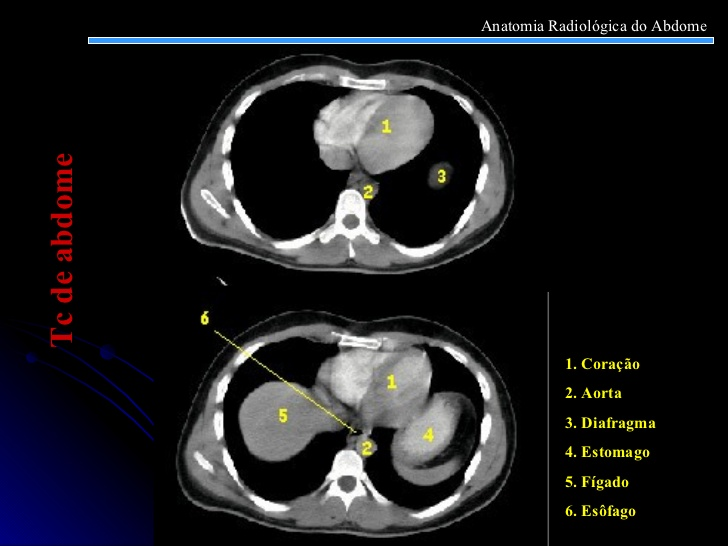 Anatomia Radiológica do Abdome
Tc de abdome
1
2
3
6
1
5
4
2
1. Coração
2. Aorta
3. Diafragma
4. Estomago
5. Fígado
6. Esôfago